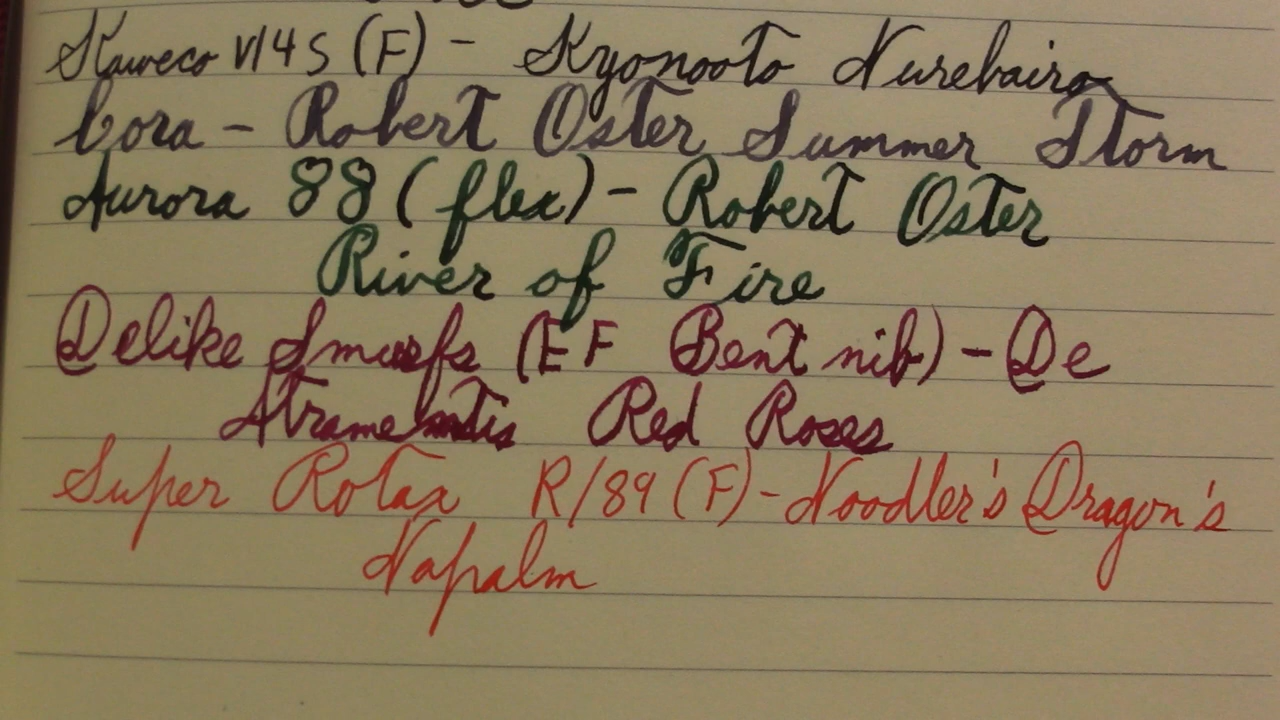 Kaweco V14 S (F) - Kyonooto Nurebairo
Cora - Robert Oster Summer Storm
Aurora 88 (flex) - Robert Oster
River of Fire
Delike Smurfs (EF Bent nib) - De
Atramentis Red Roses
Super Rotax R/89 (F) - Noodler's Dragon's
Napalm